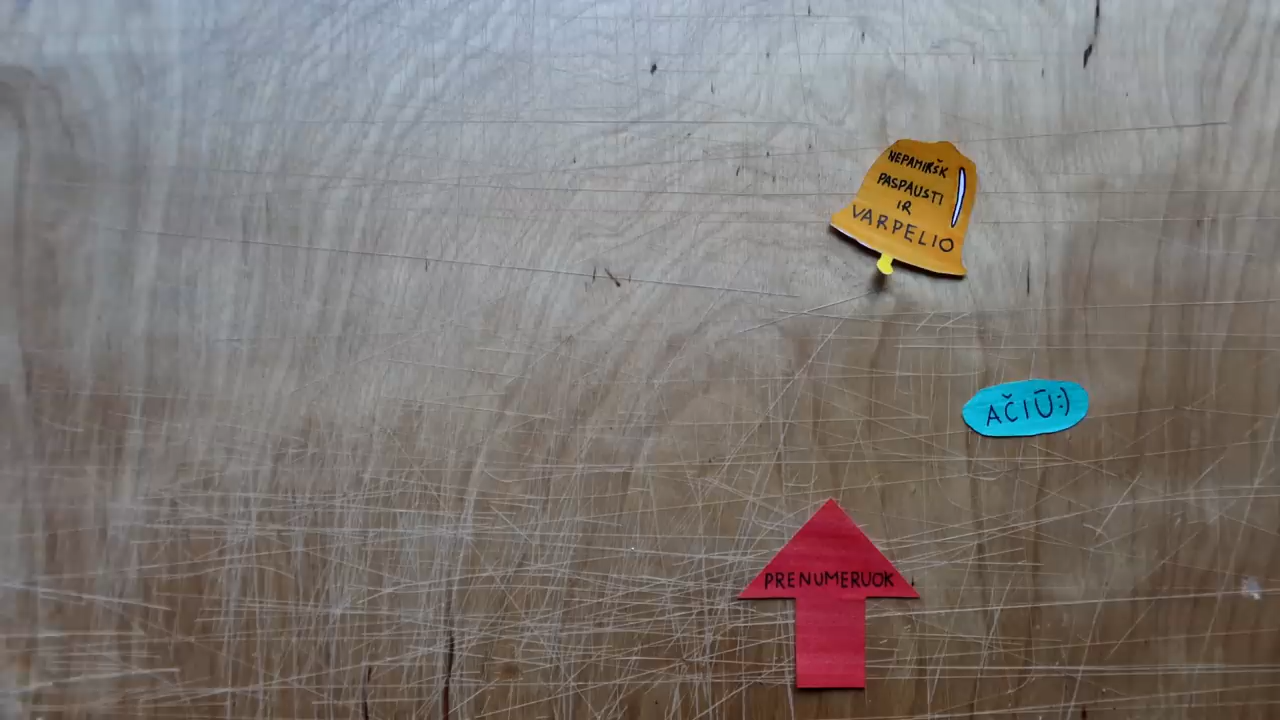 NEPAMIRŠK
PASPAUSTI
IR
VARPELIO
AČIŪ:)
PRENUMERUOK